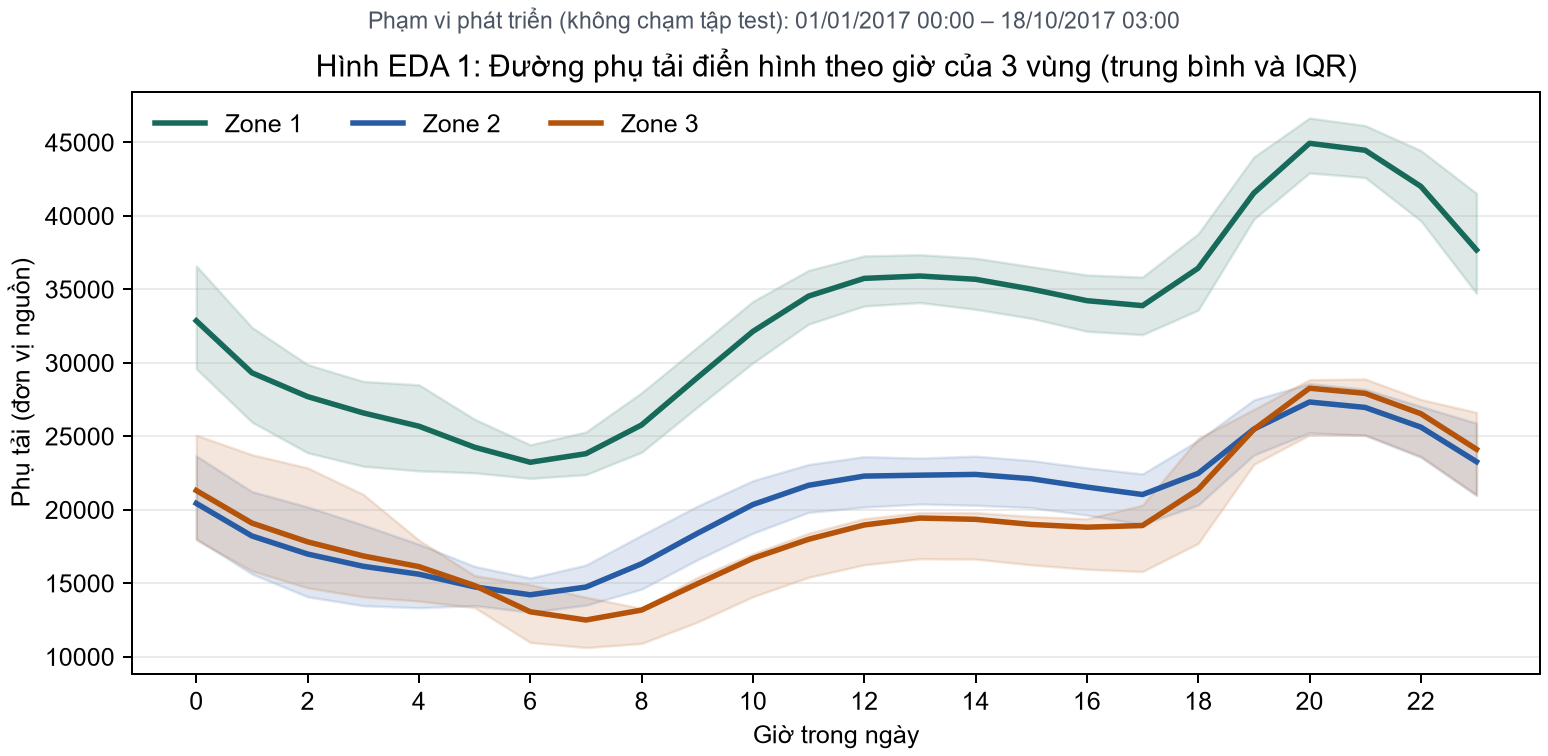 Phạm vi phát triển (không chạm tập test): 01/01/2017 00:00 – 18/10/2017 03:00
Hình EDA 1: Đường phụ tải điển hình theo giờ của 3 vùng (trung bình và IQR)
Zone 1 Zone 2 Zone 3
Phụ tải (đơn vị nguồn)
45000
40000
35000
30000
25000
20000
15000
10000
0 2 4 6 8 10 12 14 16 18 20 22
Giờ trong ngày